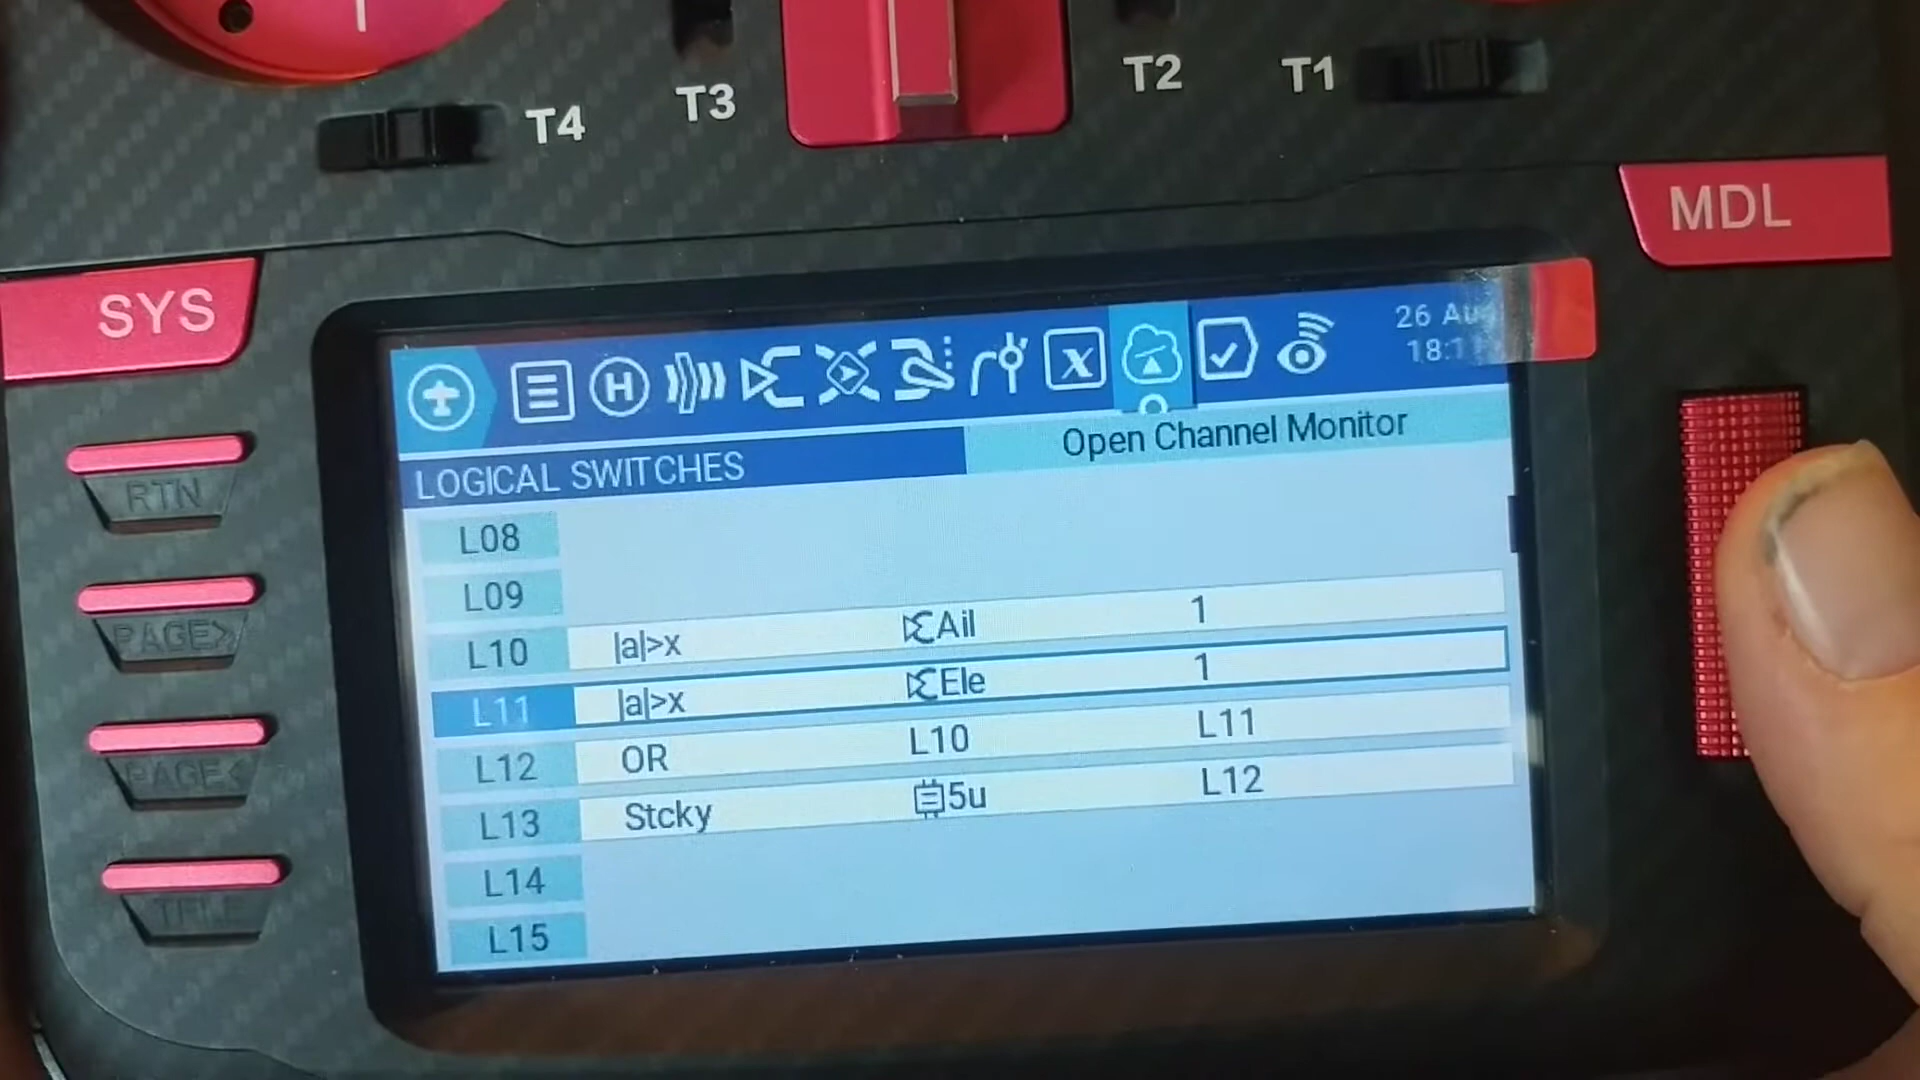 T4
T3
T2
T1
SYS
MDL
26 Aug
18:1
LOGICAL SWITCHES
Open Channel Monitor
RTN
PAGE>
PAGE<
TELE
L08
L09
L10 |a|>x Ail 1
L11 |a|>x Ele 1
L12 OR L10 L11
L13 Stcky 5u L12
L14
L15